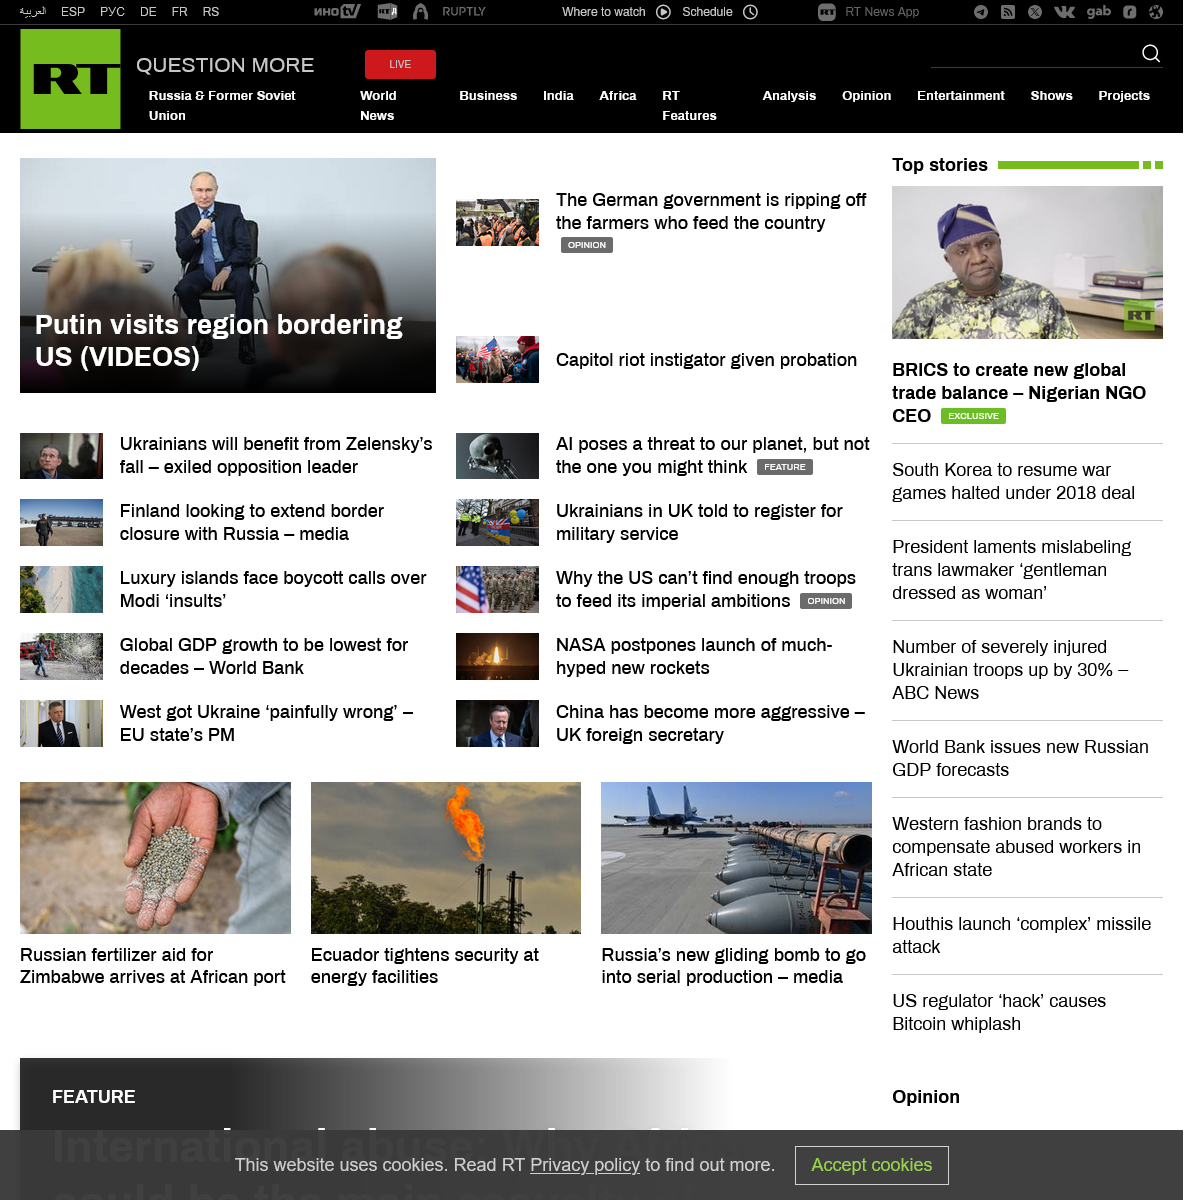 العربية ESP РУС DE FR RS ИНО TV RT RUPTLY Where to watch Schedule RT RT News App gab
RT QUESTION MORE LIVE
Russia & Former Soviet Union
World News
Business
India
Africa
RT Features
Analysis
Opinion
Entertainment
Shows
Projects
Putin visits region bordering
US (VIDEOS)
The German government is ripping off
the farmers who feed the country
OPINION
Capitol riot instigator given probation
Ukrainians will benefit from Zelensky’s
fall – exiled opposition leader
AI poses a threat to our planet, but not
the one you might think FEATURE
Finland looking to extend border
closure with Russia – media
Ukrainians in UK told to register for
military service
Luxury islands face boycott calls over
Modi ‘insults’
Why the US can’t find enough troops
to feed its imperial ambitions OPINION
Global GDP growth to be lowest for
decades – World Bank
NASA postpones launch of much-
hyped new rockets
West got Ukraine ‘painfully wrong’ –
EU state’s PM
China has become more aggressive –
UK foreign secretary
Russian fertilizer aid for
Zimbabwe arrives at African port
Ecuador tightens security at
energy facilities
Russia’s new gliding bomb to go
into serial production – media
Top stories
RT
BRICS to create new global
trade balance – Nigerian NGO
CEO EXCLUSIVE
South Korea to resume war
games halted under 2018 deal
President laments mislabeling
trans lawmaker ‘gentleman
dressed as woman’
Number of severely injured
Ukrainian troops up by 30% –
ABC News
World Bank issues new Russian
GDP forecasts
Western fashion brands to
compensate abused workers in
African state
Houthis launch ‘complex’ missile
attack
US regulator ‘hack’ causes
Bitcoin whiplash
FEATURE
International abuse: Why
could be the main
Opinion
This website uses cookies. Read RT Privacy policy to find out more. Accept cookies